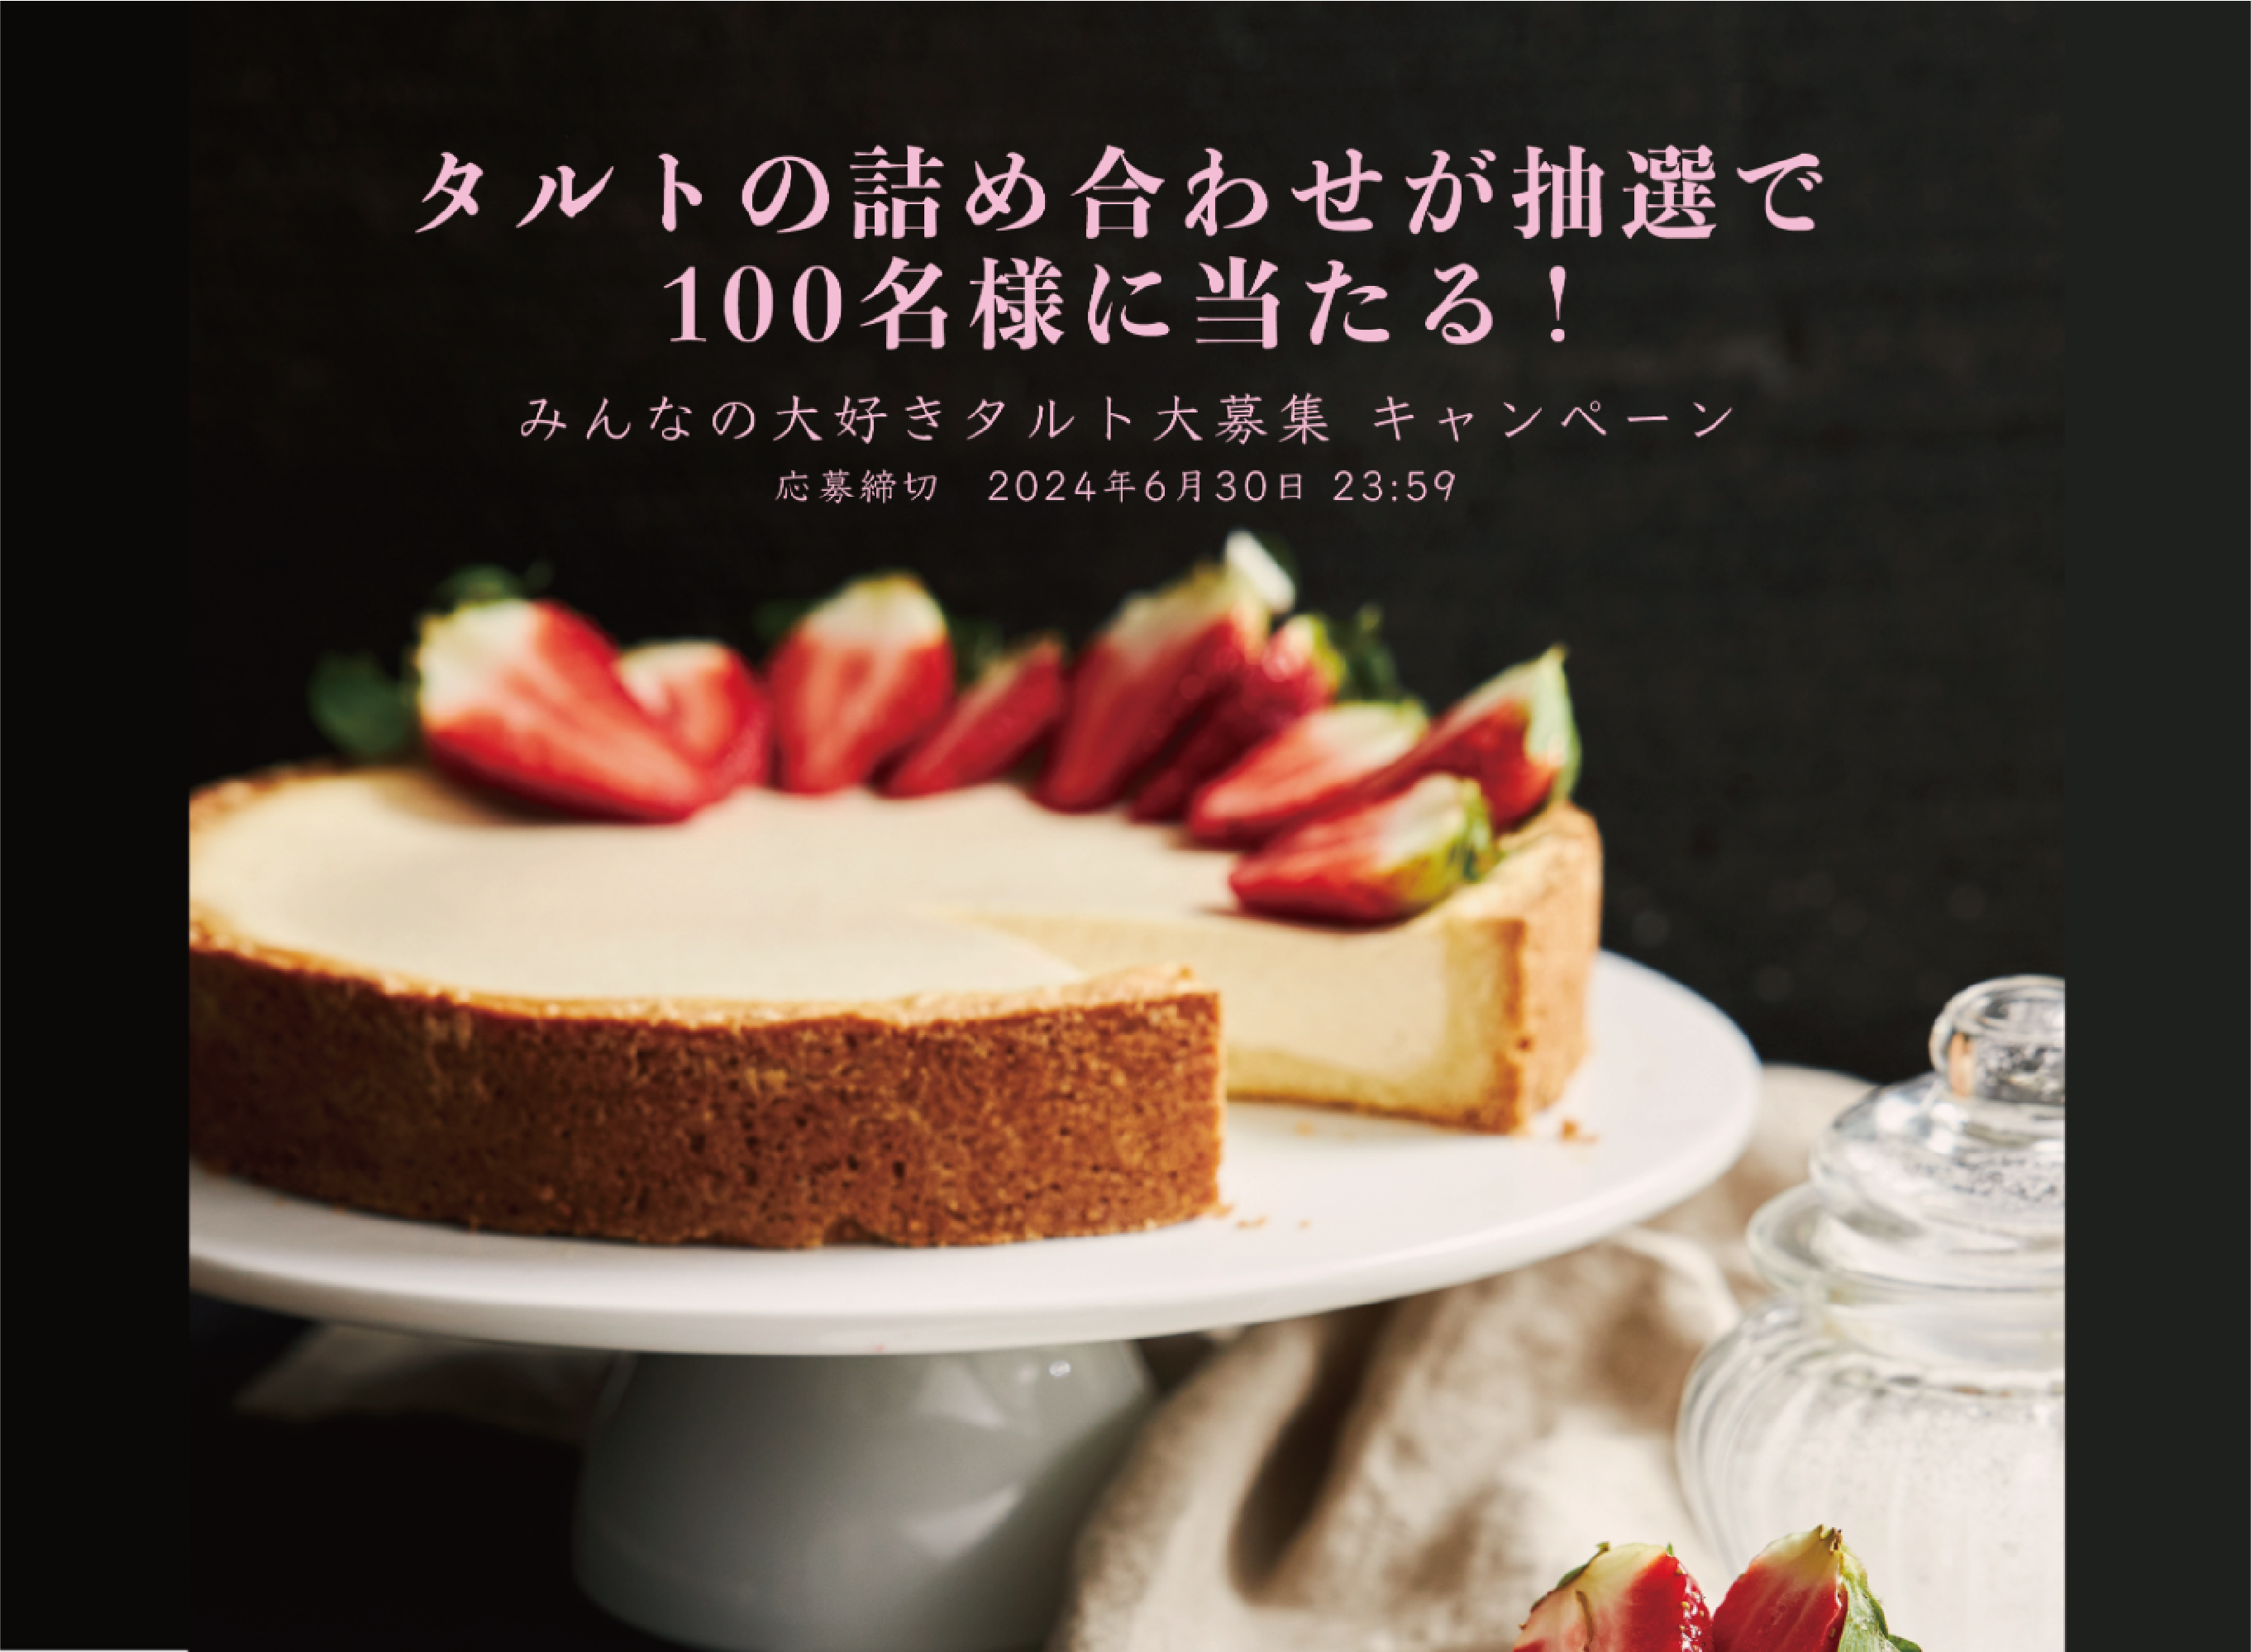 タルトの詰め合わせが抽選で
100名様に当たる！
みんなの大好きタルト大募集 キャンペーン
応募締切　2024年6月30日 23:59